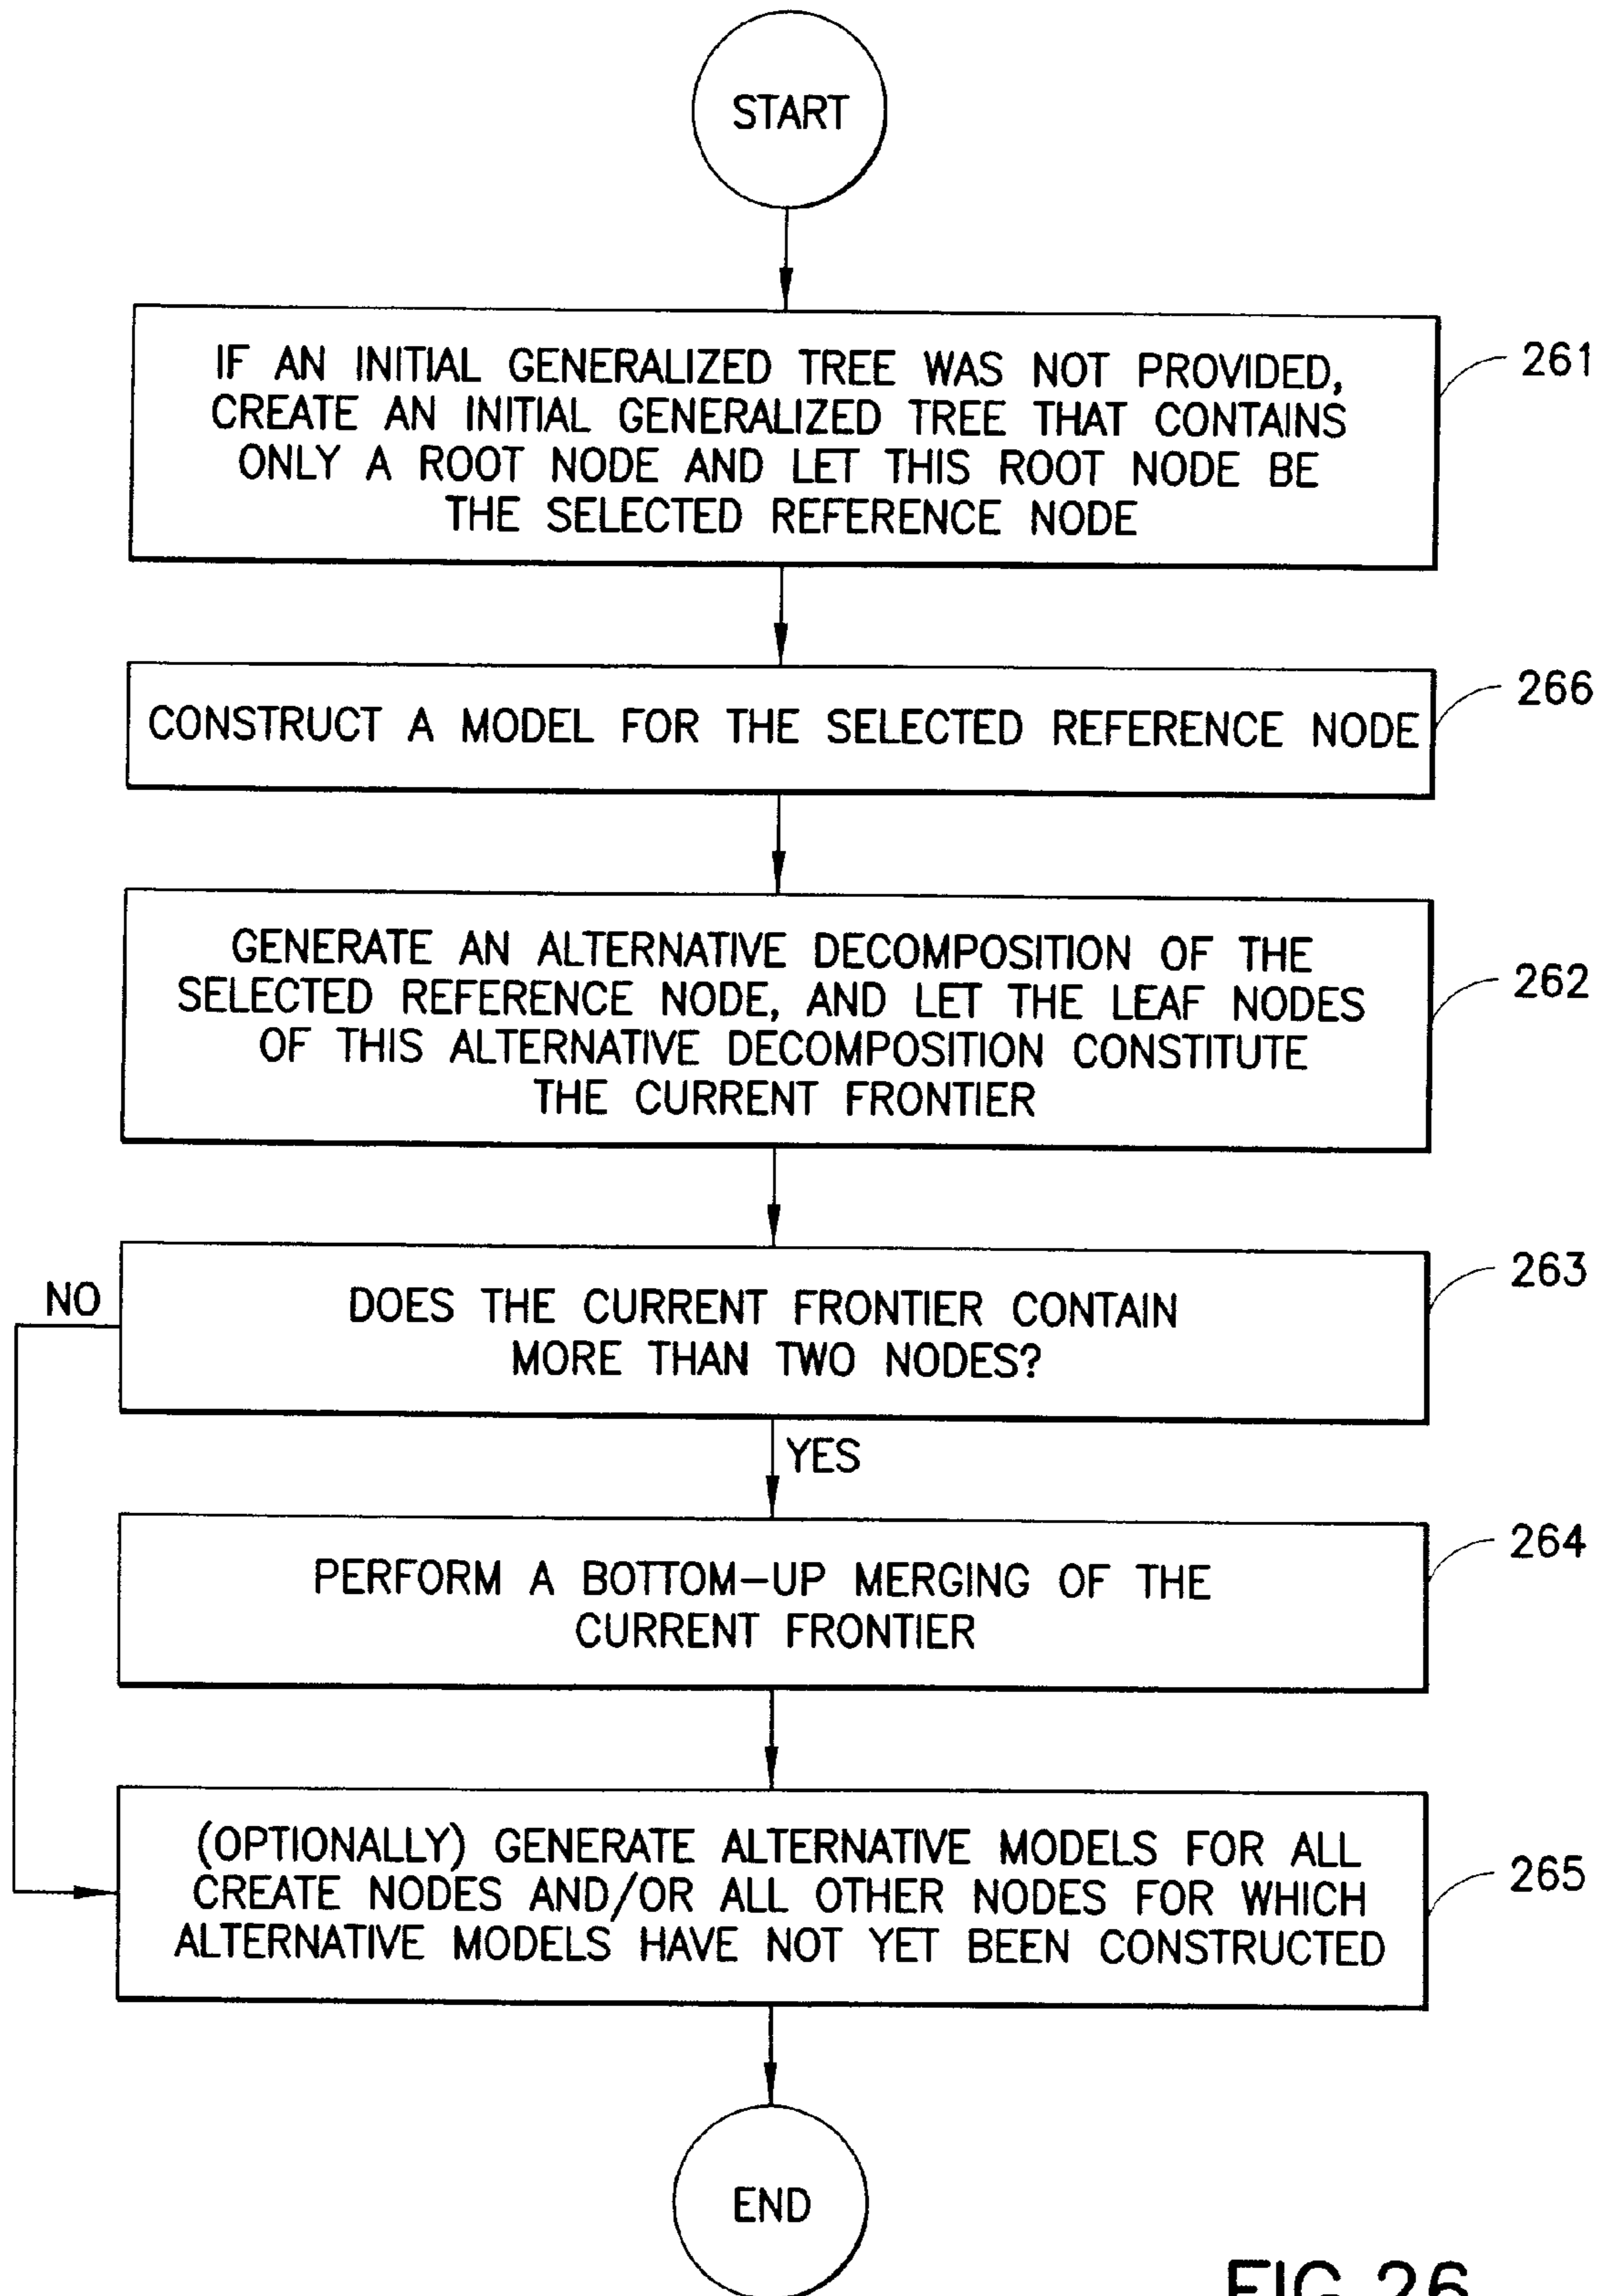 START
IF AN INITIAL GENERALIZED TREE WAS NOT PROVIDED,
CREATE AN INITIAL GENERALIZED TREE THAT CONTAINS
ONLY A ROOT NODE AND LET THIS ROOT NODE BE
THE SELECTED REFERENCE NODE
261
CONSTRUCT A MODEL FOR THE SELECTED REFERENCE NODE
266
GENERATE AN ALTERNATIVE DECOMPOSITION OF THE
SELECTED REFERENCE NODE, AND LET THE LEAF NODES
OF THIS ALTERNATIVE DECOMPOSITION CONSTITUTE
THE CURRENT FRONTIER
262
NO
DOES THE CURRENT FRONTIER CONTAIN
MORE THAN TWO NODES?
263
YES
PERFORM A BOTTOM-UP MERGING OF THE
CURRENT FRONTIER
264
(OPTIONALLY) GENERATE ALTERNATIVE MODELS FOR ALL
CREATE NODES AND/OR ALL OTHER NODES FOR WHICH
ALTERNATIVE MODELS HAVE NOT YET BEEN CONSTRUCTED
265
END
FIG.26